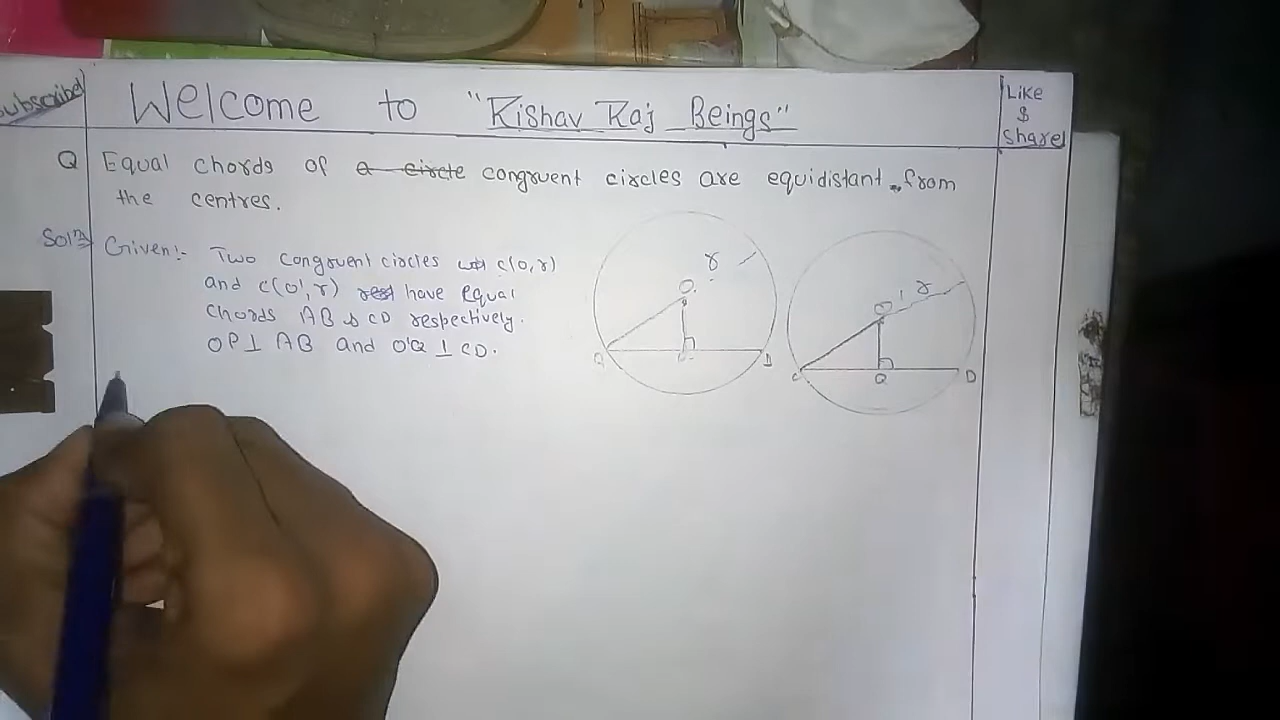 Subscribe
Welcome to "Rishav Raj Beings"
Like
$
Share
Q Equal chords of a circle congruent circles are equidistant from
the centres.
Soln Given:- Two congruent circles C(O,r)
and C(O',r) have Equal
Chords AB & CD respectively.
OP⊥ AB and O'Q ⊥ CD.
r
O
O' r
C Q D